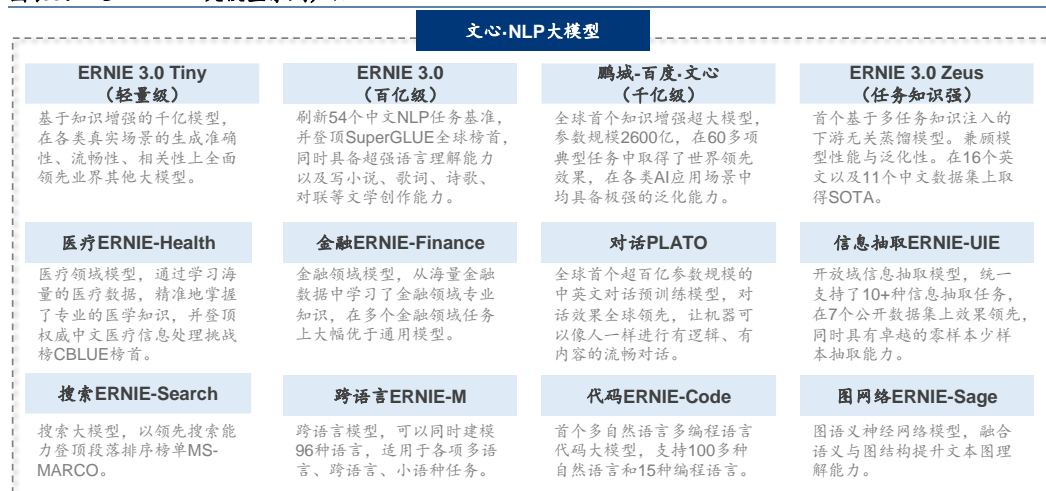 文心·NLP大模型
ERNIE 3.0 Tiny
（轻量级）
基于知识增强的千亿模型，
在各类真实场景的生成准确
性、流畅性、相关性上全面
领先业界其他大模型。
ERNIE 3.0
（百亿级）
刷新54个中文NLP任务基准，
并登顶SuperGLUE全球榜首，
同时具备超强语言理解能力
以及写小说、歌词、诗歌、
对联等文学创作能力。
鹏城-百度·文心
（千亿级）
全球首个知识增强超大模型，
参数规模2600亿，在60多项
典型任务中取得了世界领先
效果，在各类AI应用场景中
均具备极强的泛化能力。
ERNIE 3.0 Zeus
（任务知识强）
首个基于多任务知识注入的
下游无关蒸馏模型。兼顾模
型性能与泛化性。在16个英
文以及11个中文数据集上取
得SOTA。
医疗ERNIE-Health
医疗领域模型，通过学习海
量的医疗数据，精准地掌握
了专业的医学知识，并登顶
权威中文医疗信息处理挑战
榜CBLUE榜首。
金融ERNIE-Finance
金融领域模型，从海量金融
数据中学习了金融领域专业
知识，在多个金融领域任务
上大幅优于通用模型。
对话PLATO
全球首个超百亿参数规模的
中英文对话预训练模型，对
话效果全球领先，让机器可
以像人一样进行有逻辑、有
内容的流畅对话。
信息抽取ERNIE-UIE
开放域信息抽取模型，统一
支持了10+种信息抽取任务，
在7个公开数据集上效果领先，
同时具有卓越的零样本少样
本抽取能力。
搜索ERNIE-Search
搜索大模型，以领先搜索能
力登顶段落排序榜单MS-
MARCO。
跨语言ERNIE-M
跨语言模型，可以同时建模
96种语言，适用于各项多语
言、跨语言、小语种任务。
代码ERNIE-Code
首个多自然语言多编程语言
代码大模型，支持100多种
自然语言和15种编程语言。
图网络ERNIE-Sage
图语义神经网络模型，融合
语义与图结构提升文本图理
解能力。